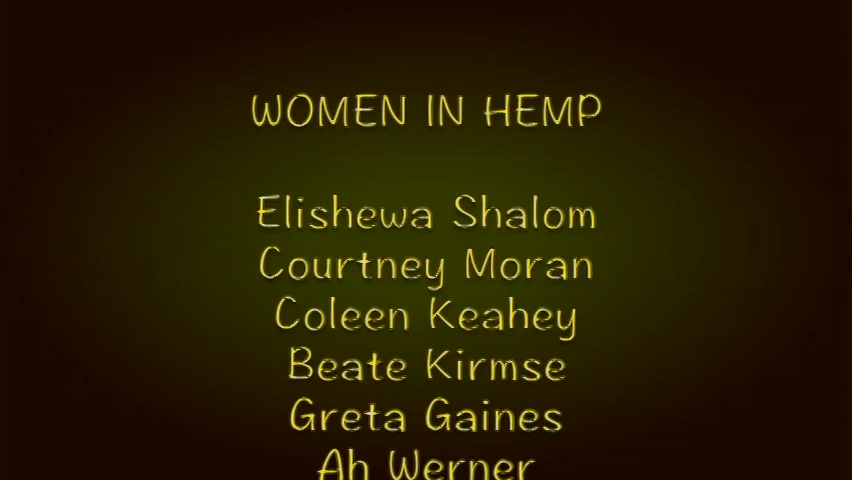 WOMEN IN HEMP
Elishewa Shalom
Courtney Moran
Coleen Keahey
Beate Kirmse
Greta Gaines
Ah Werner